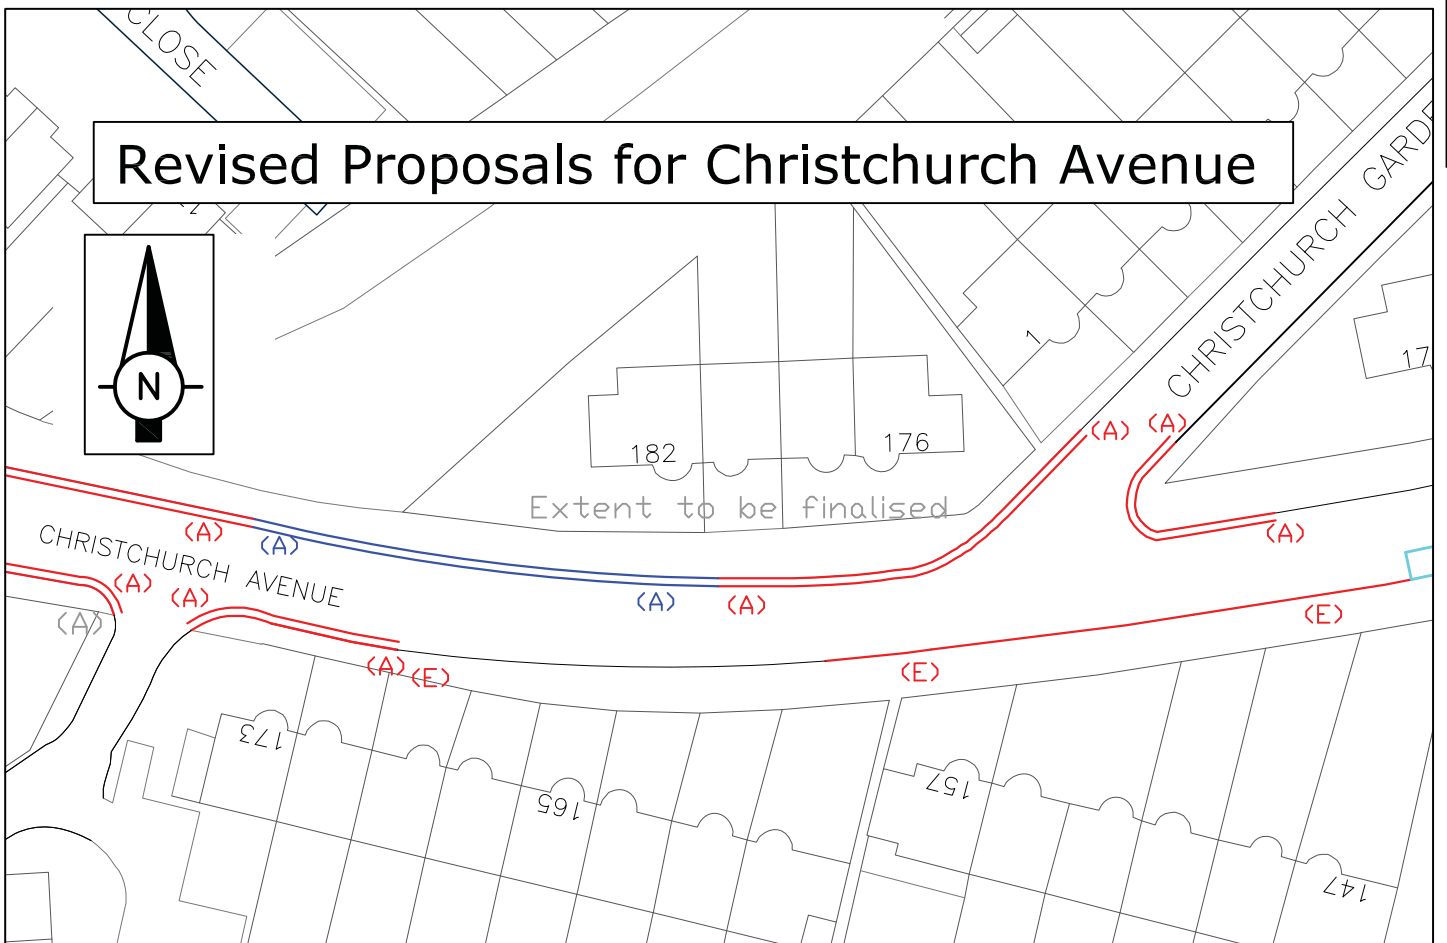 CLOSE
Revised Proposals for Christchurch Avenue
N
CHRISTCHURCH GARDE
1
17
182
176
Extent to be finalised
(A)
(A)
(A)
(A)
(A)
(A)
(A)
CHRISTCHURCH AVENUE
(A)
(A)
(A)
(A)
(E)
(E)
(E)
173
165
157
147